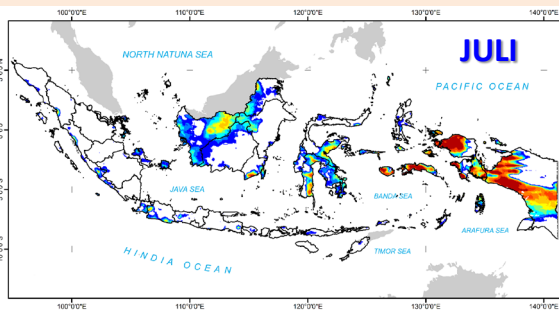 100°0'0"E 110°0'0"E 120°0'0"E 130°0'0"E 140°0'0"E
JULI
NORTH NATUNA SEA
PACIFIC OCEAN
JAVA SEA
BANDA SEA
ARAFURA SEA
TIMOR SEA
HINDIA OCEAN
100°0'0"E 110°0'0"E 120°0'0"E 130°0'0"E 140°0'0"E